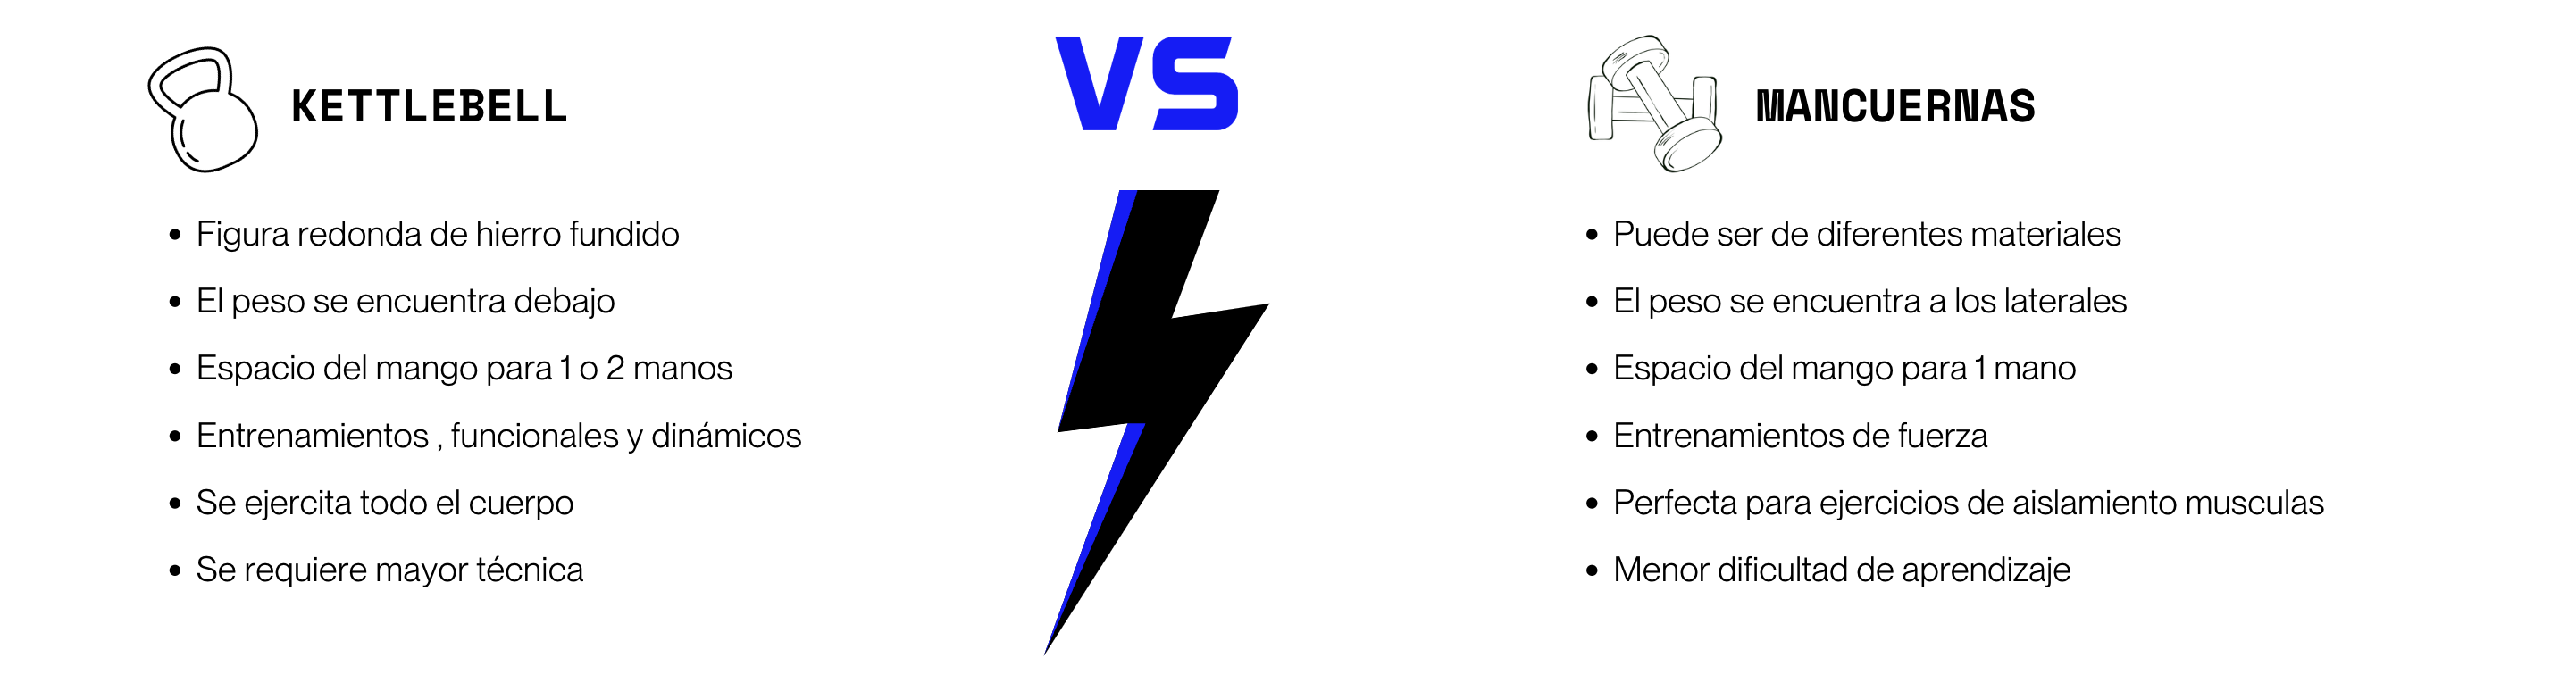 KETTLEBELL
• Figura redonda de hierro fundido
• El peso se encuentra debajo
• Espacio del mango para 1 o 2 manos
• Entrenamientos , funcionales y dinámicos
• Se ejercita todo el cuerpo
• Se requiere mayor técnica
VS
MANCUERNAS
• Puede ser de diferentes materiales
• El peso se encuentra a los laterales
• Espacio del mango para 1 mano
• Entrenamientos de fuerza
• Perfecta para ejercicios de aislamiento musculas
• Menor dificultad de aprendizaje